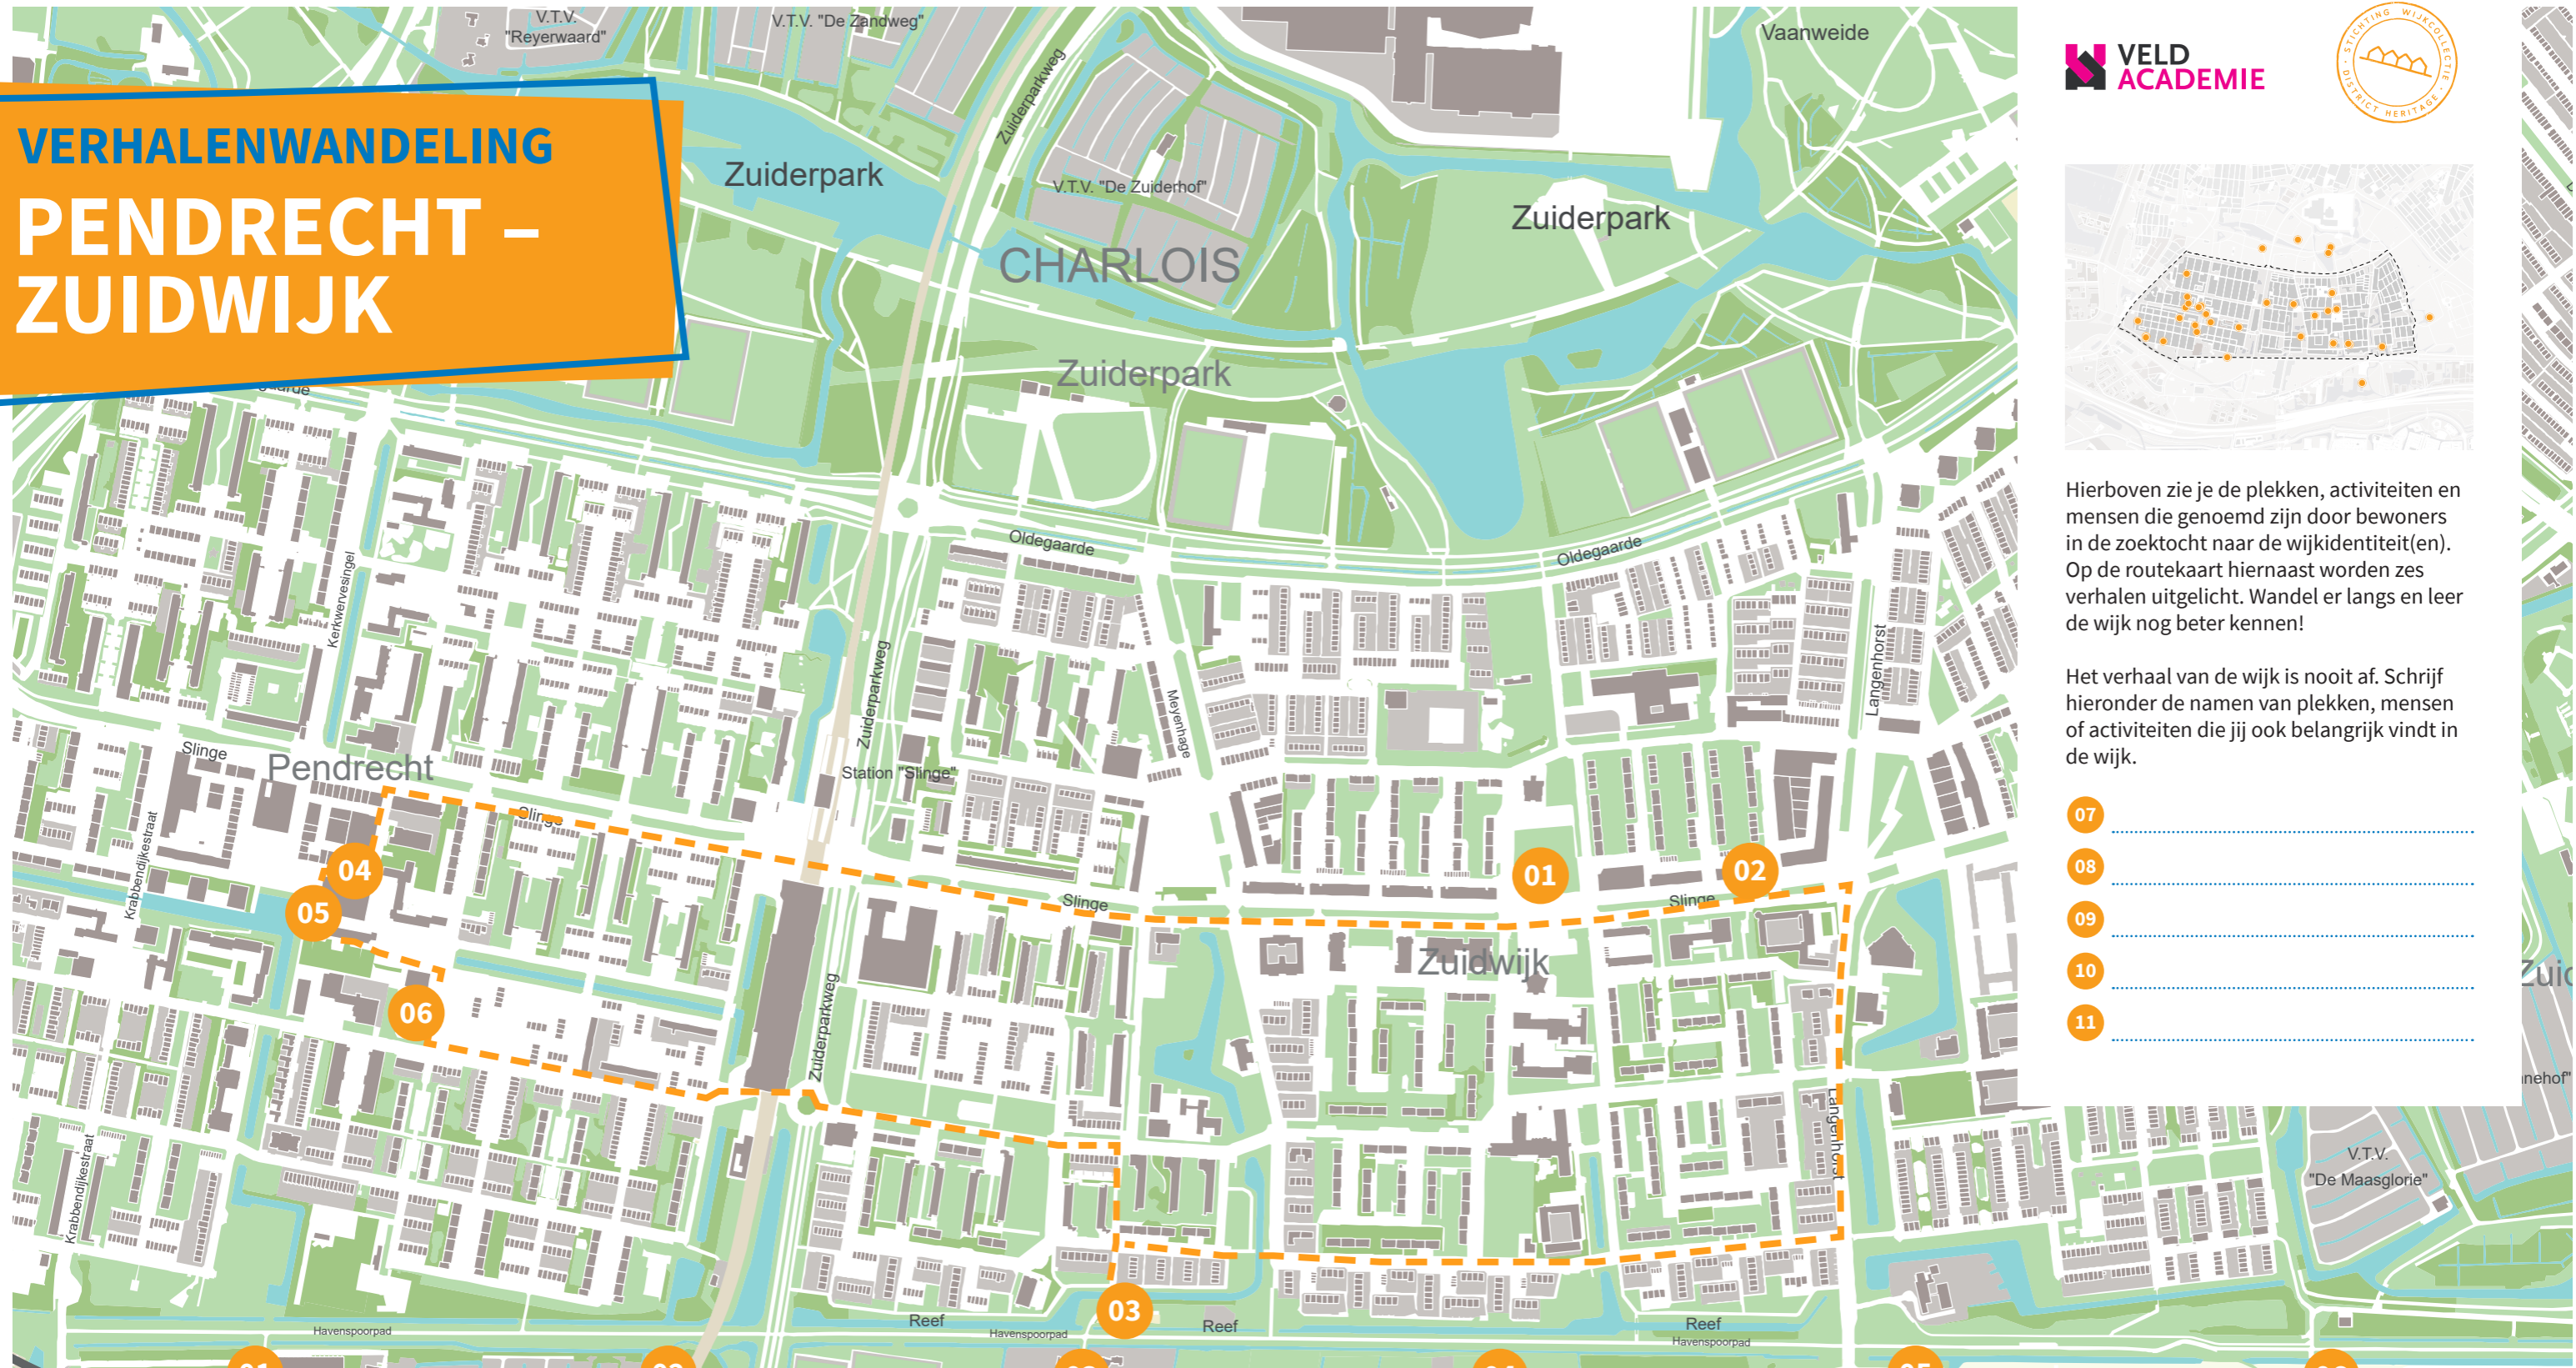 VERHALENWANDELING
PENDRECHT –
ZUIDWIJK
V.T.V.
"Reyerwaard"
V.T.V. "De Zandweg"
Zuiderparkweg
Zuiderpark
V.T.V. "De Zuiderhof"
CHARLOIS
Zuiderpark
Zuiderpark
Vaanweide
Oldegaarde
Oldegaarde
Kerkwervesingel
Zuiderparkweg
Meyenhage
Langenhorst
Slinge
Pendrecht
Station "Slinge"
Krabbendijkestraat
Slinge
04
05
06
Slinge
01
02
Slinge
Zuidwijk
Zuiderparkweg
Langenhorst
Krabbendijkestraat
03
Reef
Reef
Reef
Havenspoorpad
Havenspoorpad
Havenspoorpad
V.T.V.
"De Maasglorie"
VELD
ACADEMIE
STICHTING WIJKCOLLECTIE
DISTRICT HERITAGE
Hierboven zie je de plekken, activiteiten en
mensen die genoemd zijn door bewoners
in de zoektocht naar de wijkidentiteit(en).
Op de routekaart hiernaast worden zes
verhalen uitgelicht. Wandel er langs en leer
de wijk nog beter kennen!
Het verhaal van de wijk is nooit af. Schrijf
hieronder de namen van plekken, mensen
of activiteiten die jij ook belangrijk vindt in
de wijk.
07
08
09
10
11